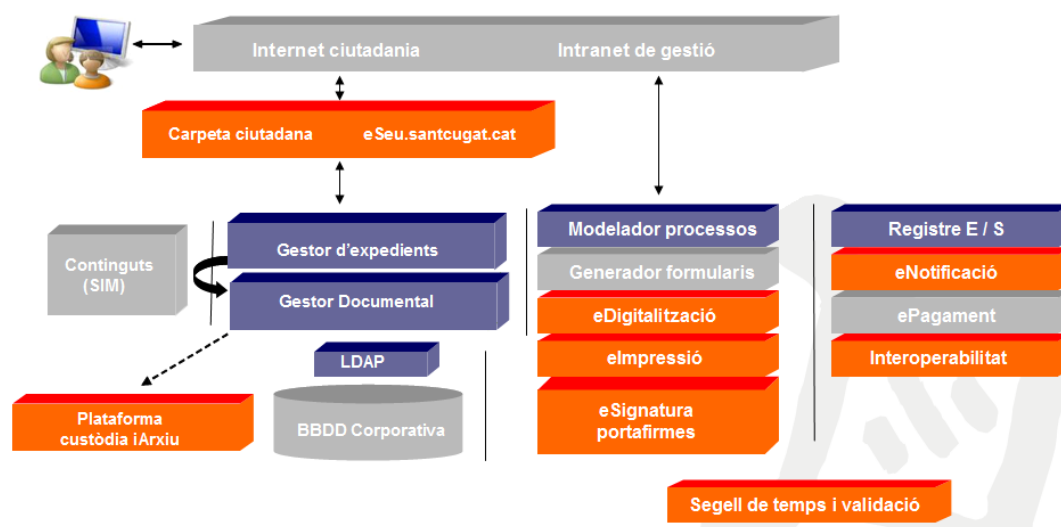 Internet ciutadania
Intranet de gestió
Carpeta ciutadana
eSeu.santcugat.cat
Continguts
(SIM)
Gestor d'expedients
Gestor Documental
LDAP
BBDD Corporativa
Plataforma
custòdia iArxiu
Modelador processos
Generador formularis
eDigitalització
eImpressió
eSignatura
portafirmes
Registre E / S
eNotificació
ePagament
Interoperabilitat
Segell de temps i validació